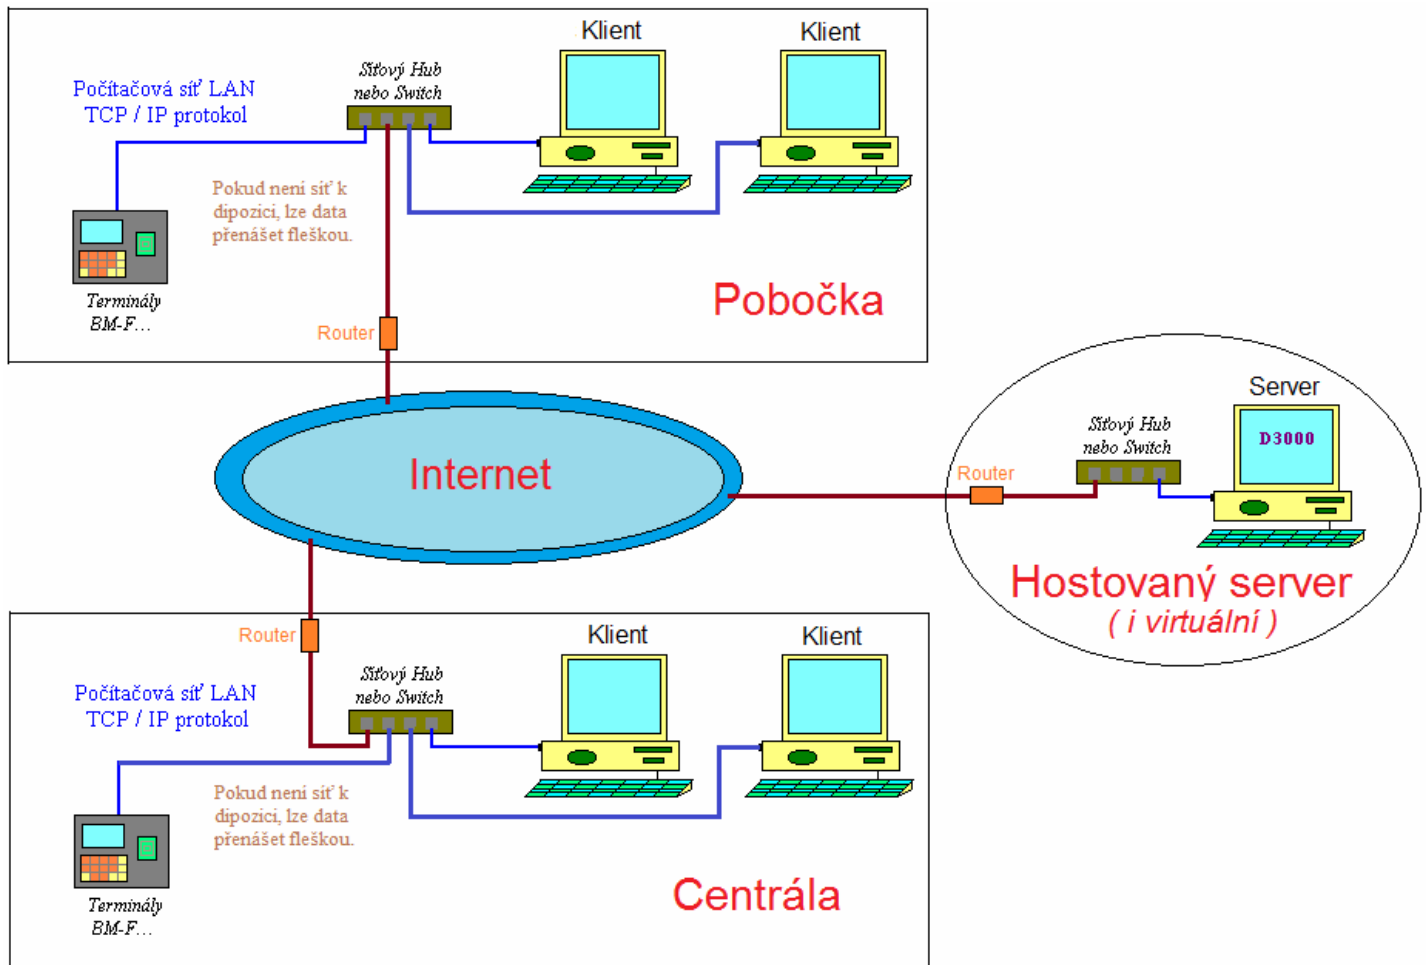 Klient
Klient
Síťový Hub
nebo Switch
Počítačová síť LAN
TCP / IP protokol
Pokud není síť k
dipozici, lze data
přenášet fleškou.
Terminály
BM-F...
Pobočka
Router
Internet
Server
D3000
Síťový Hub
nebo Switch
Router
Hostovaný server
( i virtuální )
Router
Klient
Klient
Síťový Hub
nebo Switch
Počítačová síť LAN
TCP / IP protokol
Pokud není síť k
dipozici, lze data
přenášet fleškou.
Terminály
BM-F...
Centrála